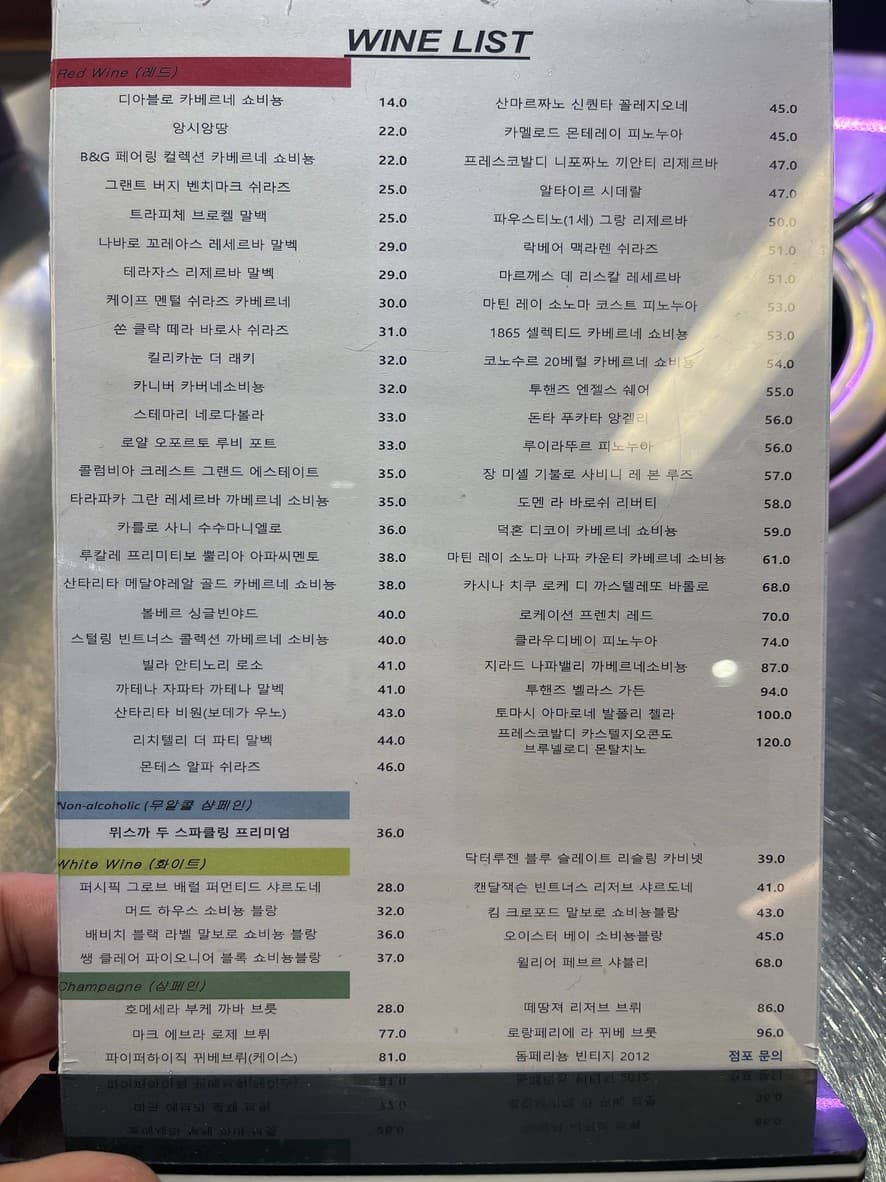 WINE LIST
Red Wine (레드)
디아블로 카베르네 쇼비뇽 14.0
앙시앙땅 22.0
B&G 페어링 컬렉션 카베르네 쇼비뇽 22.0
그랜트 버지 벤치마크 쉬라즈 25.0
트라피체 브로켈 말백 25.0
나바로 꼬레아스 레세르바 말벡 29.0
테라자스 리제르바 말벡 29.0
케이프 멘털 쉬라즈 카베르네 30.0
쏜 클락 떼라 바로사 쉬라즈 31.0
킬리카눈 더 래키 32.0
카니버 카버네소비뇽 32.0
스테마리 네로다볼라 33.0
로얄 오포르토 루비 포트 33.0
콜럼비아 크레스트 그랜드 에스테이트 35.0
타라파카 그란 레세르바 까베르네 소비뇽 35.0
카를로 사니 수수마니엘로 36.0
루칼레 프리미티보 뿔리아 아파씨멘토 38.0
산타리타 메달야레알 골드 카베르네 쇼비뇽 38.0
볼베르 싱글빈야드 40.0
스털링 빈트너스 콜렉션 까베르네 소비뇽 40.0
빌라 안티노리 로소 41.0
까테나 자파타 까테나 말벡 41.0
산타리타 비원(보데가 우노) 43.0
리치텔리 더 파티 말벡 44.0
몬테스 알파 쉬라즈 46.0
산마르짜노 신퀀타 꼴레지오네 45.0
카멜로드 몬테레이 피노누아 45.0
프레스코발디 니포짜노 끼안티 리제르바 47.0
알타이르 시데랄 47.0
파우스티노(1세) 그랑 리제르바 50.0
락베어 맥라렌 쉬라즈 51.0
마르께스 데 리스칼 레세르바 51.0
마틴 레이 소노마 코스트 피노누아 53.0
1865 셀렉티드 카베르네 쇼비뇽 53.0
코노수르 20베럴 카베르네 쇼비뇽 54.0
투핸즈 엔젤스 쉐어 55.0
돈타 푸카타 앙겔리 56.0
루이라뚜르 피노누아 56.0
장 미셸 기불로 사비니 레 본 루즈 57.0
도멘 라 바로쉬 리버티 58.0
덕혼 디코이 카베르네 쇼비뇽 59.0
마틴 레이 소노마 나파 카운티 카베르네 소비뇽 61.0
카시나 치쿠 로케 디 까스텔레또 바롤로 68.0
로케이션 프렌치 레드 70.0
클라우디베이 피노누아 74.0
지라드 나파밸리 까베르네소비뇽 87.0
투핸즈 벨라스 가든 94.0
토마시 아마로네 발폴리 첼라 100.0
프레스코발디 카스텔지오콘도
브루넬로디 몬탈치노 120.0
Non-alcoholic (무알콜 샴페인)
뮈스까 두 스파클링 프리미엄 36.0
White Wine (화이트)
퍼시픽 그로브 배럴 퍼먼티드 샤르도네 28.0
머드 하우스 소비뇽 블랑 32.0
배비치 블랙 라벨 말보로 쇼비뇽 블랑 36.0
쌩 클레어 파이오니어 블록 쇼비뇽블랑 37.0
닥터루젠 블루 슬레이트 리슬링 카비넷 39.0
캔달잭슨 빈트너스 리저브 샤르도네 41.0
킴 크로포드 말보로 쇼비뇽블랑 43.0
오이스터 베이 소비뇽블랑 45.0
윌리어 페브르 샤블리 68.0
Champagne (샴페인)
호메세라 부케 까바 브룻 28.0
마크 에브라 로제 브뤼 77.0
파이퍼하이직 뀌베브뤼(케이스) 81.0
떼땅져 리저브 브뤼 86.0
로랑페리에 라 뀌베 브룻 96.0
돔페리뇽 빈티지 2012 점포 문의